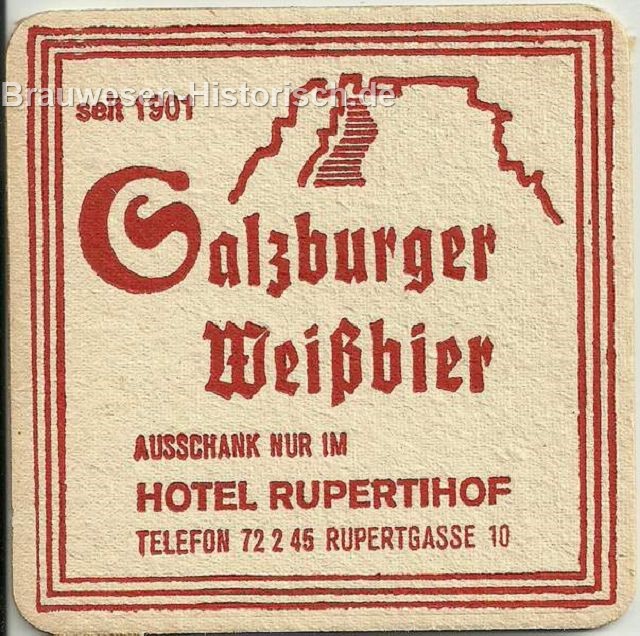 Brauwesen-Historisch.de
seit 1901
Salzburger
Weißbier
AUSSCHANK NUR IM
HOTEL RUPERTIHOF
TELEFON 72 2 45 RUPERTGASSE 10